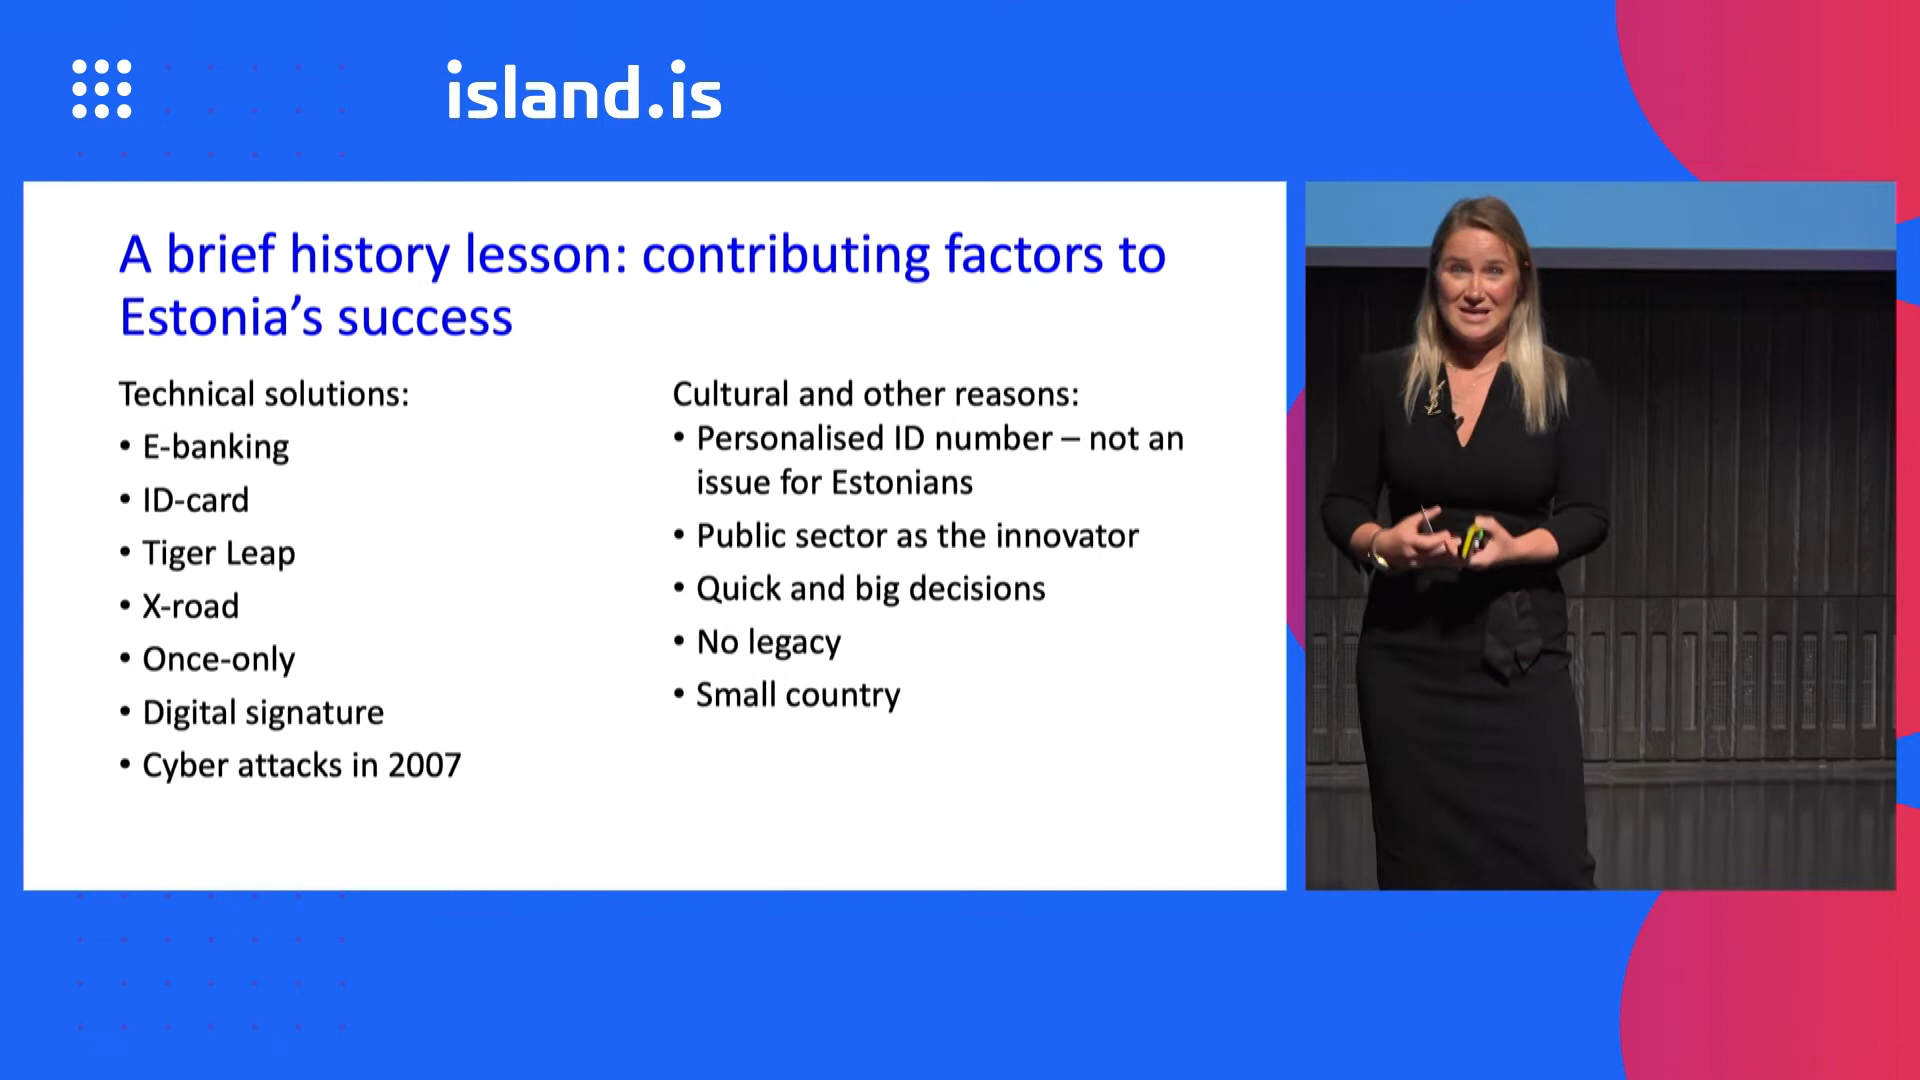 island.is
A brief history lesson: contributing factors to
Estonia’s success
Technical solutions:
• E-banking
• ID-card
• Tiger Leap
• X-road
• Once-only
• Digital signature
• Cyber attacks in 2007
Cultural and other reasons:
• Personalised ID number – not an
issue for Estonians
• Public sector as the innovator
• Quick and big decisions
• No legacy
• Small country